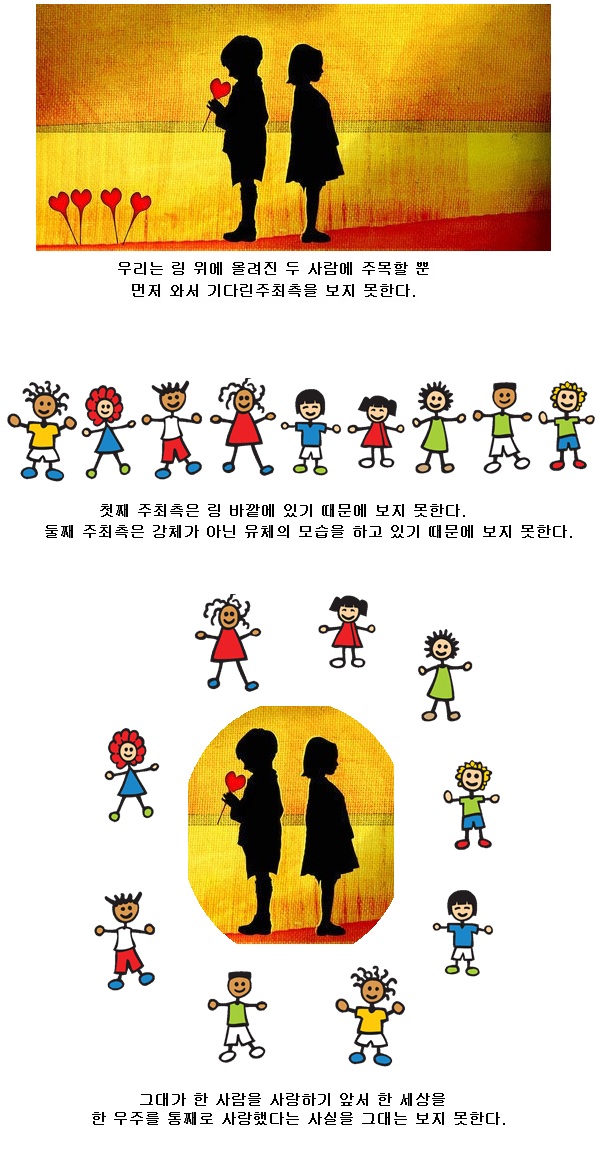 우리는 링 위에 올려진 두 사람에 주목할 뿐
먼저 와서 기다린주최측을 보지 못한다.
첫째 주최측은 링 바깥에 있기 때문에 보지 못한다.
둘째 주최측은 강체가 아닌 유체의 모습을 하고 있기 때문에 보지 못한다.
그대가 한 사람을 사랑하기 앞서 한 세상을
한 우주를 통째로 사랑했다는 사실을 그대는 보지 못한다.